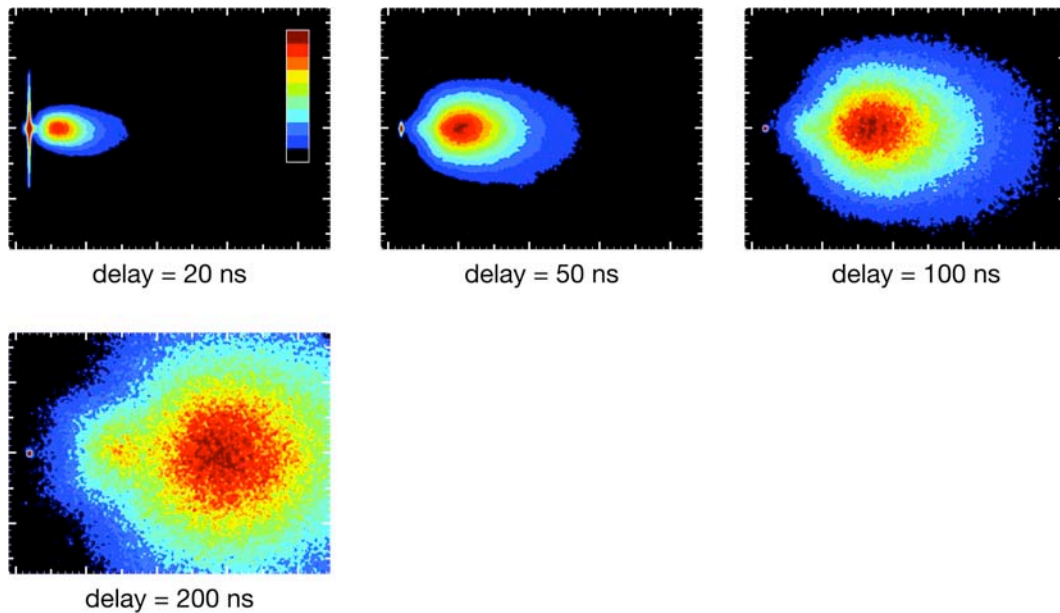 delay = 20 ns
delay = 50 ns
delay = 100 ns
delay = 200 ns